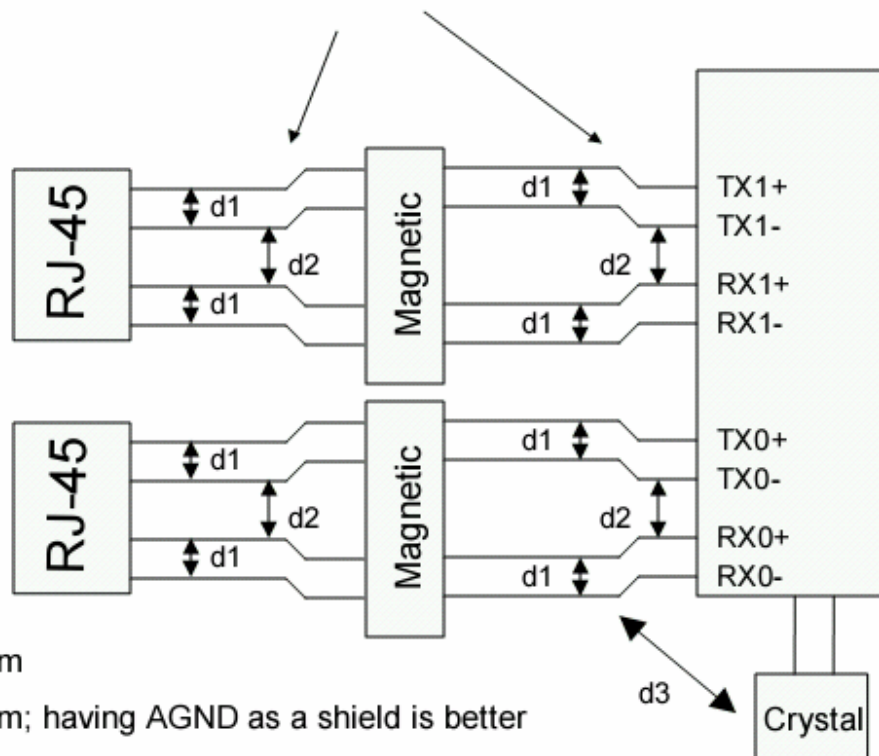 RJ-45
d1
d2
d1
Magnetic
d1
d2
d1
TX1+
TX1-
RX1+
RX1-
RJ-45
d1
d2
d1
Magnetic
d1
d2
d1
TX0+
TX0-
RX0+
RX0-
d3
Crystal
m
m; having AGND as a shield is better